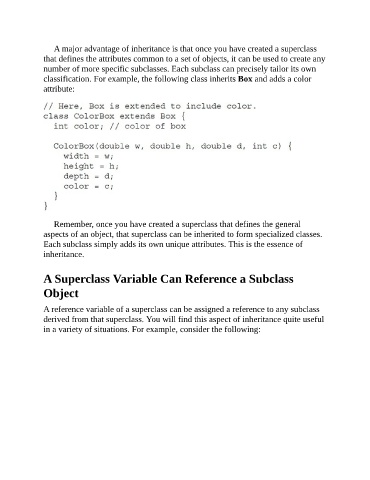 A major advantage of inheritance is that once you have created a superclass
that defines the attributes common to a set of objects, it can be used to create any
number of more specific subclasses. Each subclass can precisely tailor its own
classification. For example, the following class inherits Box and adds a color
attribute:
// Here, Box is extended to include color.
class ColorBox extends Box {
int color; // color of box
ColorBox(double w, double h, double d, int c) {
width = w;
height = h;
depth = d;
color = c;
}
}
Remember, once you have created a superclass that defines the general
aspects of an object, that superclass can be inherited to form specialized classes.
Each subclass simply adds its own unique attributes. This is the essence of
inheritance.
A Superclass Variable Can Reference a Subclass
Object
A reference variable of a superclass can be assigned a reference to any subclass
derived from that superclass. You will find this aspect of inheritance quite useful
in a variety of situations. For example, consider the following: